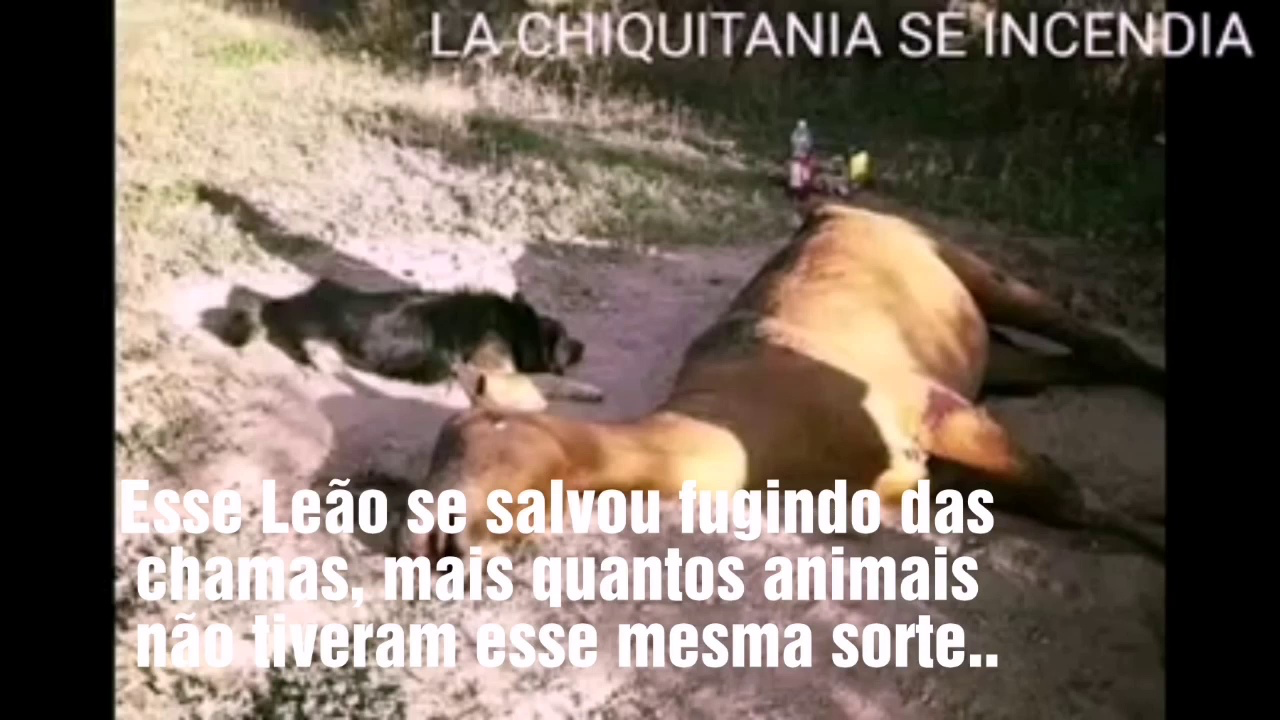 LA CHIQUITANIA SE INCENDIA
Esse Leão se salvou fugindo das
chamas, mais quantos animais
não tiveram esse mesma sorte..